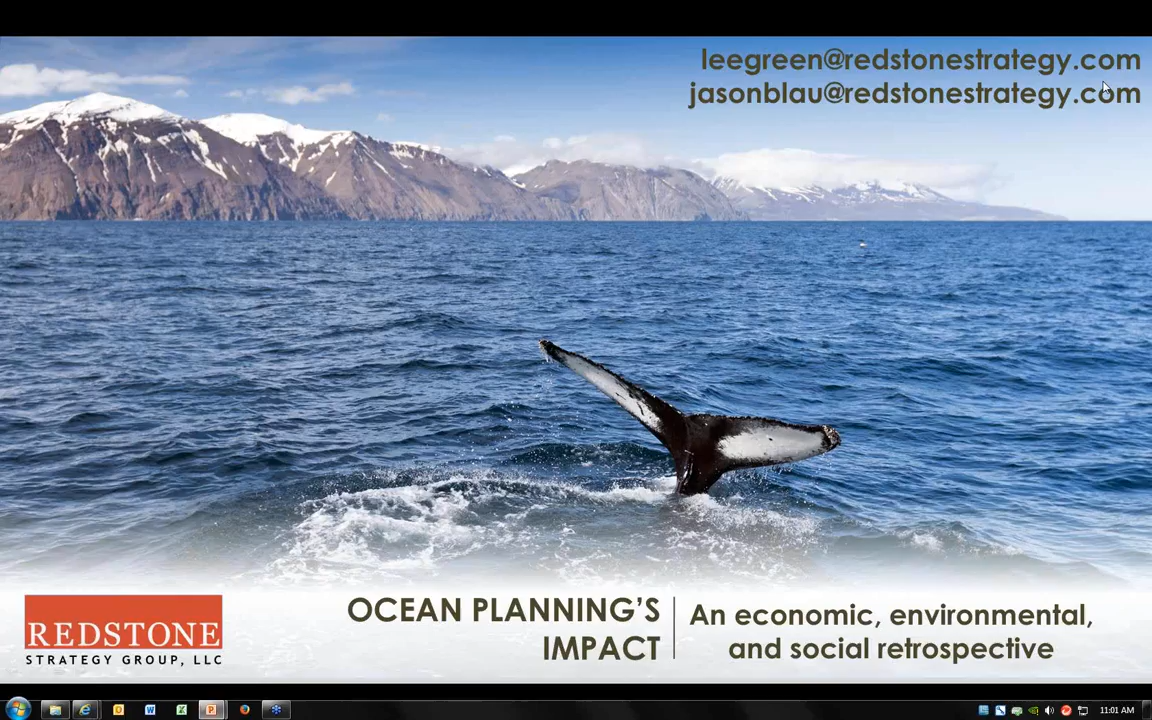 leegreen@redstonestrategy.com
jasonblau@redstonestrategy.com
REDSTONE
STRATEGY GROUP, LLC
OCEAN PLANNING'S
IMPACT
An economic, environmental,
and social retrospective
11:01 AM